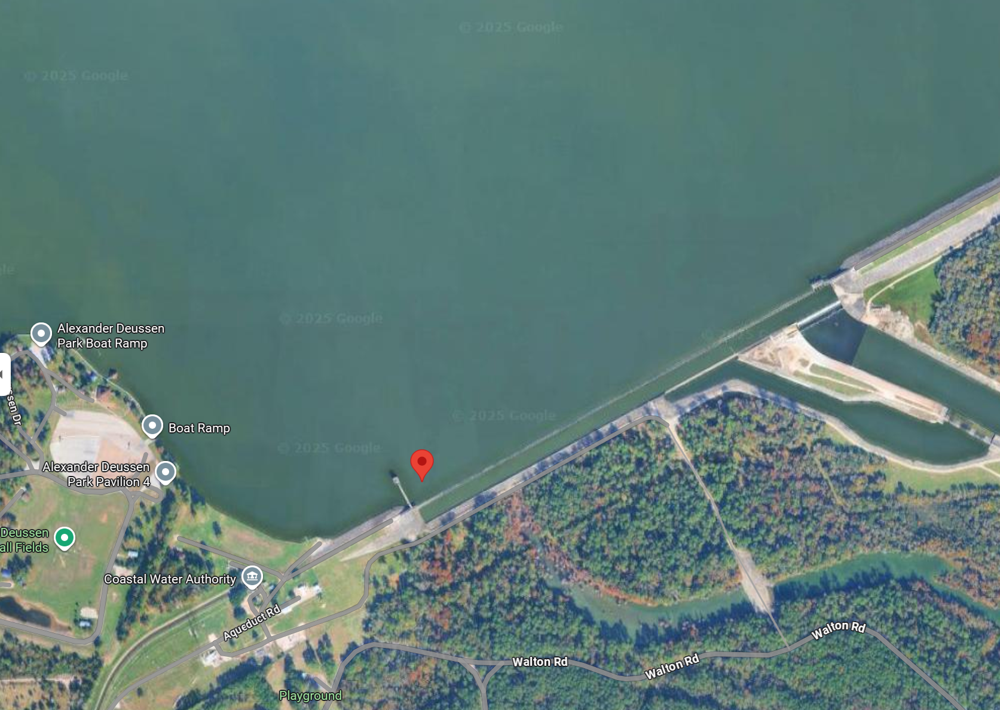 © 2025 Google
© 2025 Google
gle
© 2025 Google
Alexander Deussen
Park Boat Ramp
ssen Dr
Boat Ramp
© 2025 Google
© 2025 Google
Alexander Deussen
Park Pavilion 4
Deussen
all Fields
Coastal Water Authority
Aqueduct Rd
Walton Rd
Walton Rd
Walton Rd
Playground